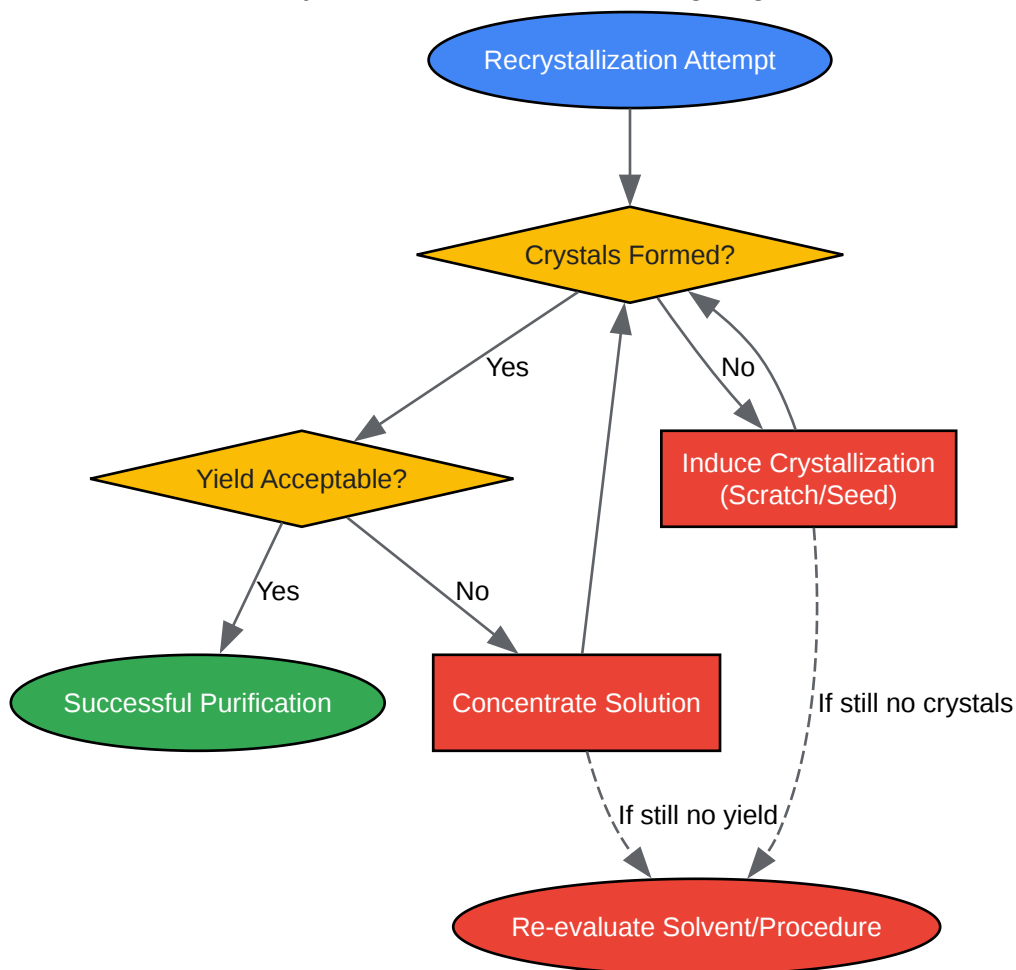 Recrystallization Attempt
Crystals Formed?
Yes
No
Induce Crystallization
(Scratch/Seed)
Yield Acceptable?
Yes
No
Successful Purification
Concentrate Solution
If still no crystals
If still no yield
Re-evaluate Solvent/Procedure